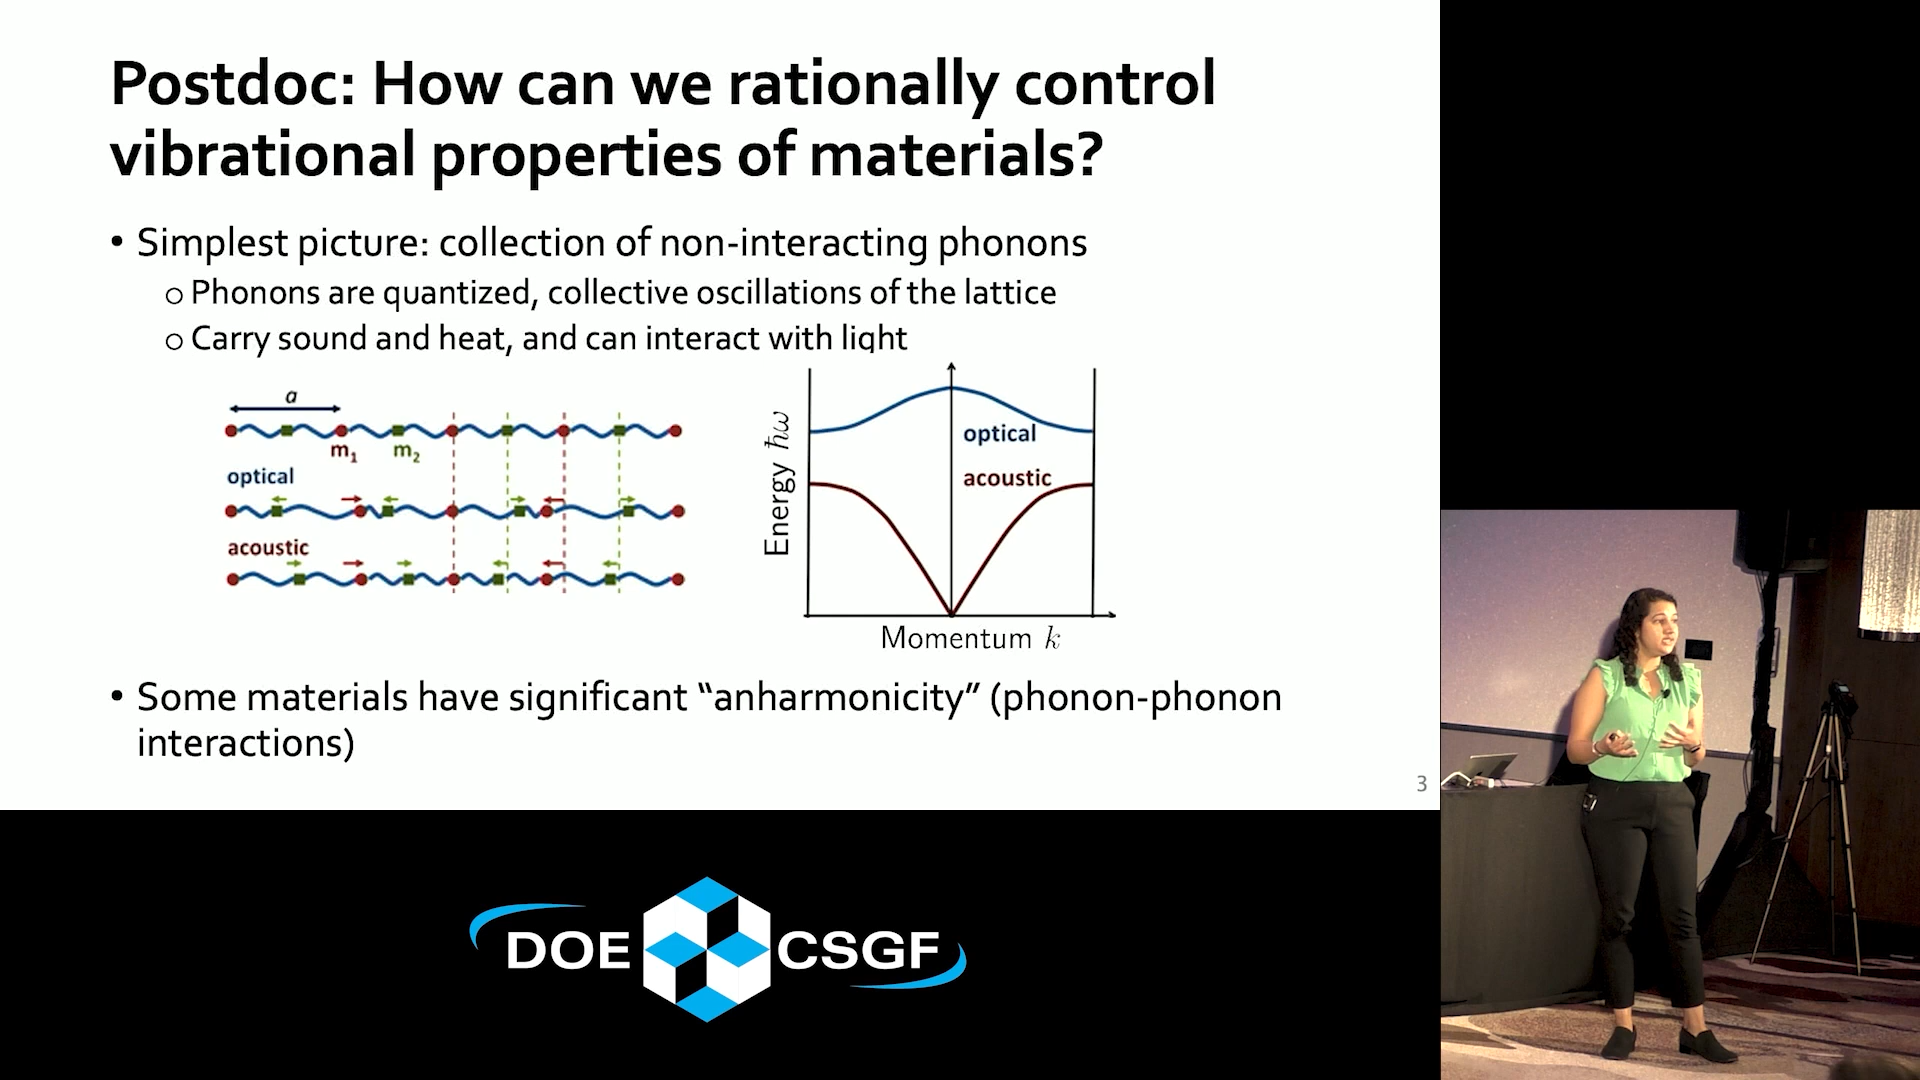 Postdoc: How can we rationally control
vibrational properties of materials?
• Simplest picture: collection of non-interacting phonons
o Phonons are quantized, collective oscillations of the lattice
o Carry sound and heat, and can interact with light
a
m1 m2
optical
acoustic
Energy ħω
optical
acoustic
Momentum k
• Some materials have significant “anharmonicity” (phonon-phonon
interactions)
3
DOE CSGF